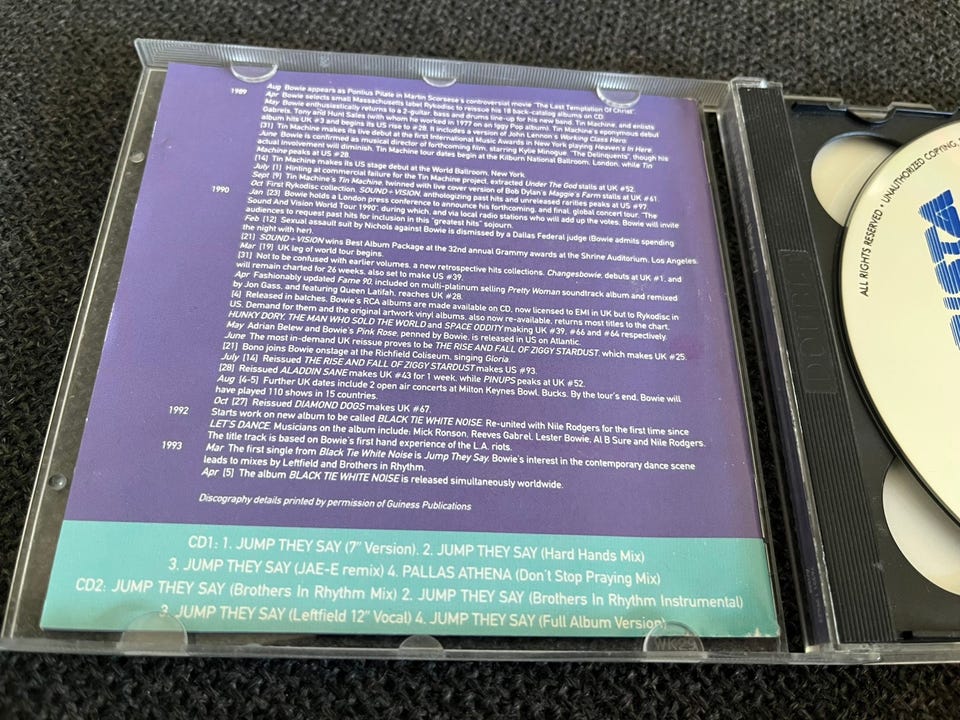 Aug Bowie appears as Pontius Pilate in Martin Scorsese's controversial movie "The Last Temptation Of Christ".
1989 Apr Bowie selects small Massachusetts label Rykodisc to reissue his 18 back-catalog albums on CD
May Bowie enthusiastically returns to a 2-guitar, bass and drums line-up for his new band, Tin Machine, and enlists
Gabrels, Tony and Hunt Sales (with whom he worked in 1977 on an Iggy Pop album). Tin Machine's eponymous debut
album hits UK #3 and begins its US rise to #28. It includes a version of John Lennon's Working Class Hero.
[31] Tin Machine makes its live debut at the first International Music Awards in New York playing Heaven's In Here
June Bowie is confirmed as musical director of forthcoming film, starring Kylie Minogue, "The Delinquents", though his
actual involvement will diminish. Tin Machine tour dates begin at the Kilburn National Ballroom, London, while Tin
Machine peaks at US #28.
[14] Tin Machine makes its US stage debut at the World Ballroom, New York.
July [1] Hinting at commercial failure for the Tin Machine project, extracted Under The God stalls at UK #52.
Sept [9] Tin Machine's Tin Machine, twinned with live cover version of Bob Dylan's Maggie's Farm stalls at UK #61.
Oct First Rykodisc collection, SOUND+VISION, anthologizing past hits and unreleased rarities peaks at US #97.
1990 Jan [23] Bowie holds a London press conference to announce his forthcoming, and final, global concert tour, "The
Sound And Vision World Tour 1990", during which, and via local radio stations who will add up the votes, Bowie will invite
audiences to request past hits for inclusion in this "greatest hits" sojourn.
Feb [12] Sexual assault suit by Nichols against Bowie is dismissed by a Dallas Federal judge (Bowie admits spending
the night with her).
[21] SOUND+VISION wins Best Album Package at the 32nd annual Grammy awards at the Shrine Auditorium, Los Angeles.
Mar [19] UK leg of world tour begins.
[31] Not to be confused with earlier volumes, a new retrospective hits collections, Changesbowie, debuts at UK #1, and
will remain charted for 26 weeks, also set to make US #39.
Apr Fashionably updated Fame 90, included on multi-platinum selling Pretty Woman soundtrack album and remixed
by Jon Gass, and featuring Queen Latifah, reaches UK #28.
[4] Released in batches, Bowie's RCA albums are made available on CD, now licensed to EMI in UK but to Rykodisc in
US. Demand for them and the original artwork vinyl albums, also now re-available, returns most titles to the chart.
HUNKY DORY, THE MAN WHO SOLD THE WORLD and SPACE ODDITY making UK #39, #66 and #64 respectively.
May Adrian Belew and Bowie's Pink Rose, penned by Bowie, is released in US on Atlantic.
June The most in-demand UK reissue proves to be THE RISE AND FALL OF ZIGGY STARDUST, which makes UK #25.
[21] Bono joins Bowie onstage at the Richfield Coliseum, singing Gloria.
July [14] Reissued THE RISE AND FALL OF ZIGGY STARDUST makes US #93.
[28] Reissued ALADDIN SANE makes UK #43 for 1 week, while PINUPS peaks at UK #52.
Aug [4-5] Further UK dates include 2 open air concerts at Milton Keynes Bowl, Bucks. By the tour's end, Bowie will
have played 110 shows in 15 countries.
Oct [27] Reissued DIAMOND DOGS makes UK #67.
1992 Starts work on new album to be called BLACK TIE WHITE NOISE. Re-united with Nile Rodgers for the first time since
LET'S DANCE. Musicians on the album include: Mick Ronson, Reeves Gabrel, Lester Bowie, Al B Sure and Nile Rodgers.
The title track is based on Bowie's first hand experience of the L.A. riots.
1993 Mar The first single from Black Tie White Noise is Jump They Say. Bowie's interest in the contemporary dance scene
leads to mixes by Leftfield and Brothers in Rhythm.
Apr [5] The album BLACK TIE WHITE NOISE is released simultaneously worldwide.
Discography details printed by permission of Guiness Publications
CD1: 1. JUMP THEY SAY (7" Version). 2. JUMP THEY SAY (Hard Hands Mix)
3. JUMP THEY SAY (JAE-E remix) 4. PALLAS ATHENA (Don't Stop Praying Mix)
CD2: JUMP THEY SAY (Brothers In Rhythm Mix) 2. JUMP THEY SAY (Brothers In Rhythm Instrumental)
3. JUMP THEY SAY (Leftfield 12" Vocal) 4. JUMP THEY SAY (Full Album Version)
ALL RIGHTS RESERVED • UNAUTHORIZED COPYING,